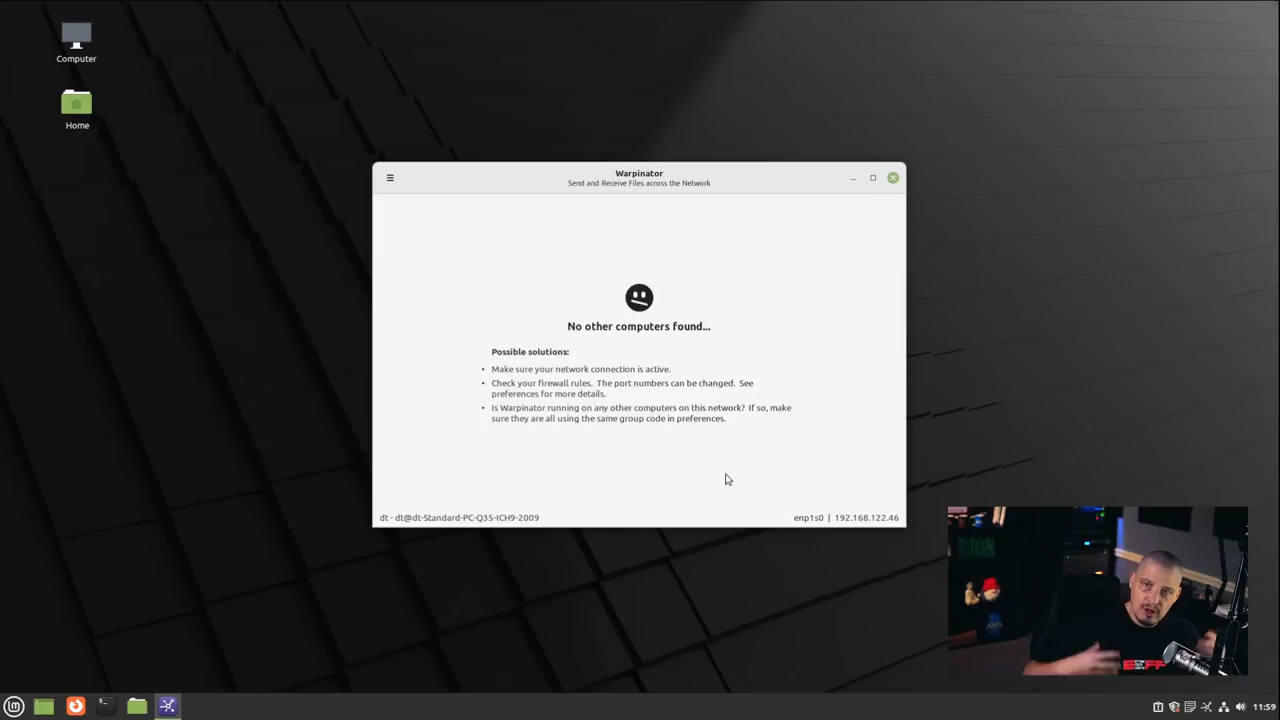 Computer
Home
Warpinator
Send and Receive Files across the Network
No other computers found...
Possible solutions:
• Make sure your network connection is active.
• Check your firewall rules. The port numbers can be changed. See
preferences for more details.
• Is Warpinator running on any other computers on this network? If so, make
sure they are all using the same group code in preferences.
dt - dt@dt-Standard-PC-Q35-ICH9-2009
enp1s0 | 192.168.122.46
11:59